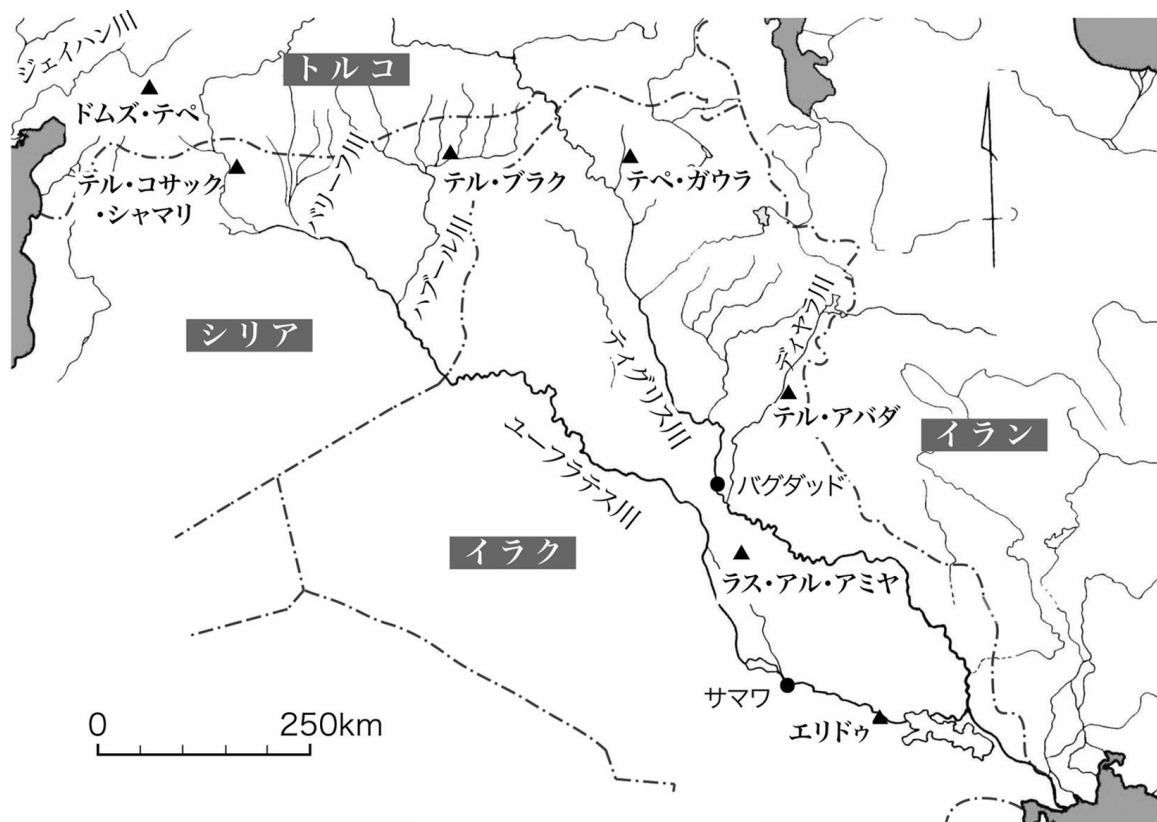 ジェイハン川
トルコ
ドムズ・テペ
テル・コサック
・シャマリ
バリーフ川
テル・ブラク
テペ・ガウラ
ハブール川
シリア
ティグリス川
ディヤラ川
テル・アバダ
イラン
ユーフラテス川
バグダッド
イラク
ラス・アル・アミヤ
サマワ
エリドゥ
0 250km